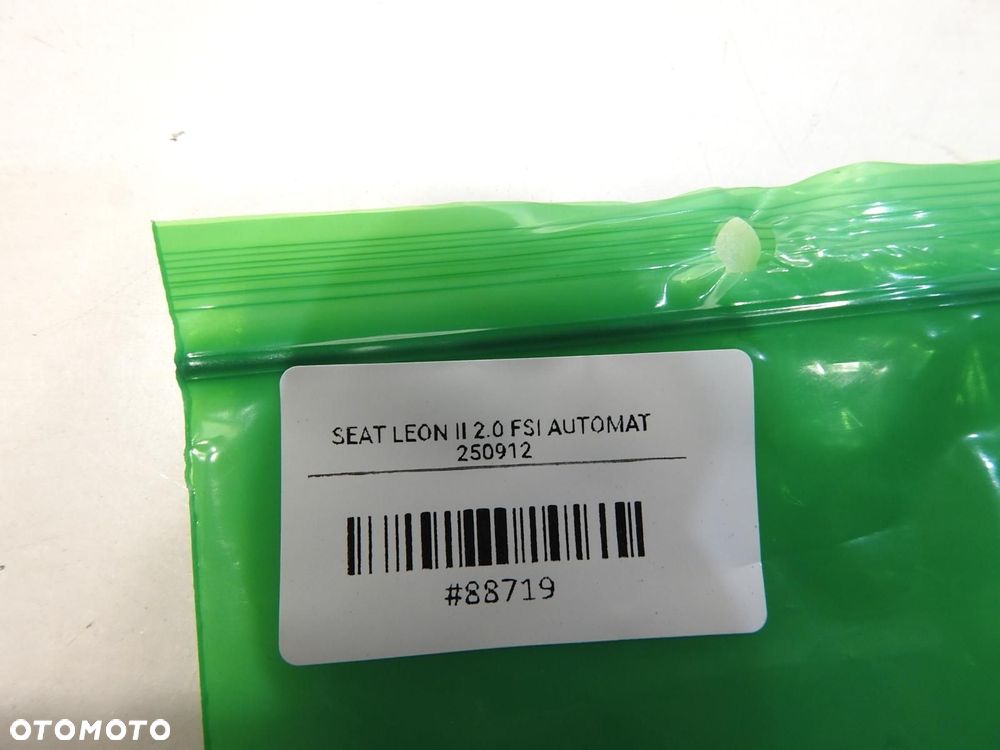 SEAT LEON II 2.0 FSI AUTOMAT
250912
#88719
OTOMOTO